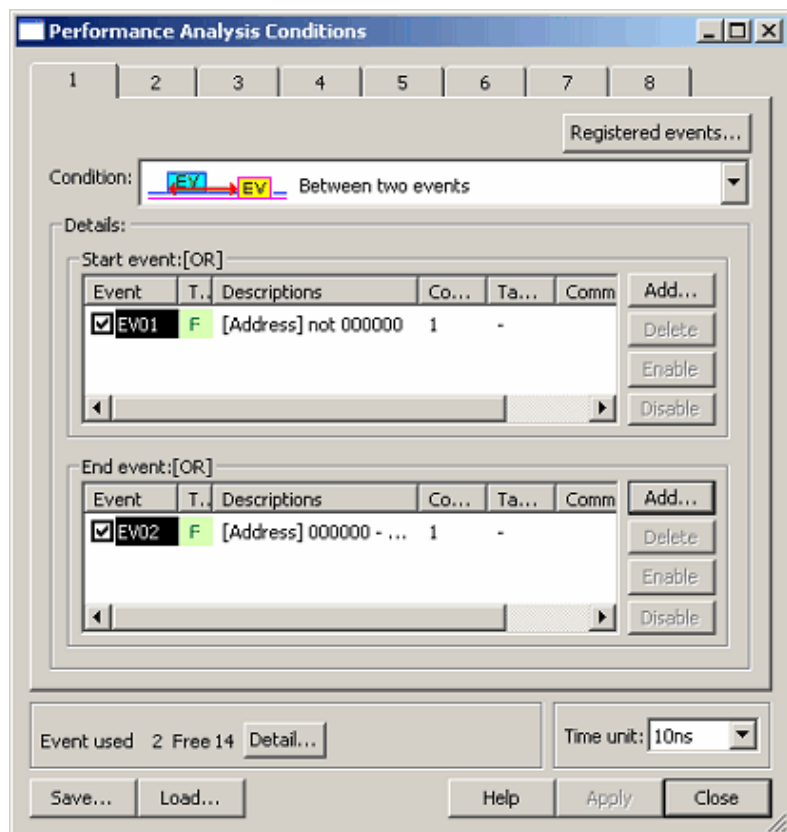 Performance Analysis Conditions
1 2 3 4 5 6 7 8
Registered events...
Condition: EV EV Between two events
Details:
Start event:[OR]
Event T.. Descriptions Co... Ta... Comm
EV01 F [Address] not 000000 1 -
Add...
Delete
Enable
Disable
End event:[OR]
Event T.. Descriptions Co... Ta... Comm
EV02 F [Address] 000000 - ... 1 -
Add...
Delete
Enable
Disable
Event used 2 Free 14 Detail...
Time unit: 10ns
Save... Load... Help Apply Close